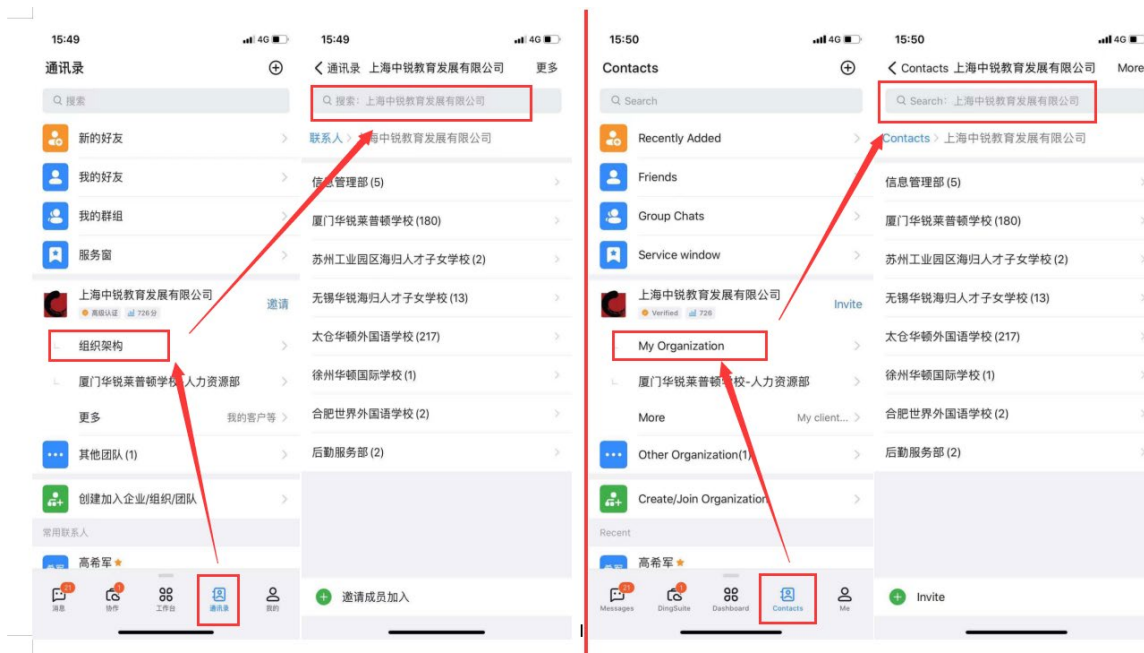 15:49
4G
通讯录
搜索
新的好友
我的好友
我的群组
服务窗
上海中锐教育发展有限公司
高级认证 726分
邀请
组织架构
厦门华锐莱普顿学校-人力资源部
更多
我的客户等
其他团队(1)
创建加入企业/组织/团队
常用联系人
希军
高希军
21
消息
1
协作
工作台
通讯录
我的
15:49
4G
通讯录 上海中锐教育发展有限公司 更多
搜索: 上海中锐教育发展有限公司
联系人 > 上海中锐教育发展有限公司
信息管理部(5)
厦门华锐莱普顿学校(180)
苏州工业园区海归人才子女学校(2)
无锡华锐海归人才子女学校(13)
太仓华顿外国语学校(217)
徐州华顿国际学校(1)
合肥世界外国语学校(2)
后勤服务部(2)
邀请成员加入
15:50
4G
Contacts
Search
Recently Added
Friends
Group Chats
Service window
上海中锐教育发展有限公司
Verified 726
Invite
My Organization
厦门华锐莱普顿学校-人力资源部
More
My client...
Other Organization(1)
Create/Join Organization
Recent
希军
高希军
21
Messages
1
DingSuite
Dashboard
Contacts
Me
15:50
4G
Contacts 上海中锐教育发展有限公司 More
Search: 上海中锐教育发展有限公司
Contacts > 上海中锐教育发展有限公司
信息管理部(5)
厦门华锐莱普顿学校(180)
苏州工业园区海归人才子女学校(2)
无锡华锐海归人才子女学校(13)
太仓华顿外国语学校(217)
徐州华顿国际学校(1)
合肥世界外国语学校(2)
后勤服务部(2)
Invite